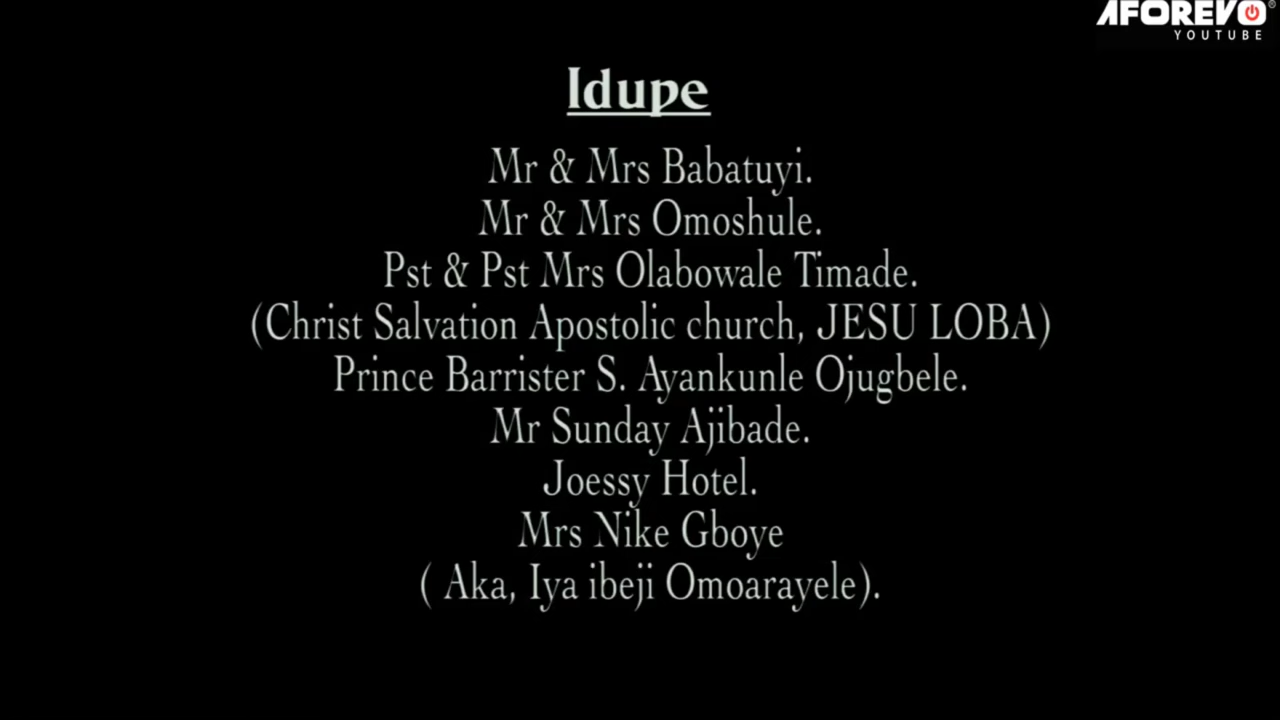 AFOREVO®
YOUTUBE
Idupe
Mr & Mrs Babatuyi.
Mr & Mrs Omoshule.
Pst & Pst Mrs Olabowale Timade.
(Christ Salvation Apostolic church, JESU LOBA)
Prince Barrister S. Ayankunle Ojugbele.
Mr Sunday Ajibade.
Joessy Hotel.
Mrs Nike Gboye
( Aka, Iya ibeji Omoarayele).